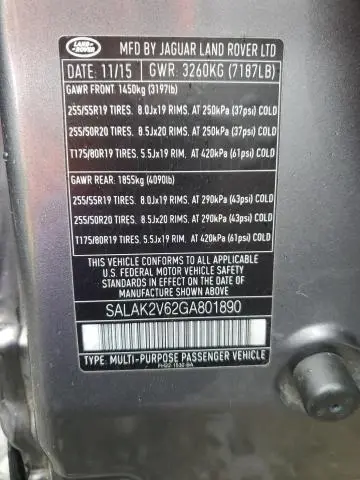 LAND ROVER
MFD BY JAGUAR LAND ROVER LTD
DATE: 11/15 GWR: 3260KG (7187LB)
GAWR FRONT: 1450kg (3197lb)
255/55R19 TIRES. 8.0Jx19 RIMS. AT 250kPa (37psi) COLD
255/50R20 TIRES. 8.5Jx20 RIMS. AT 250kPa (37psi) COLD
T175/80R19 TIRES. 5.5Jx19 RIM. AT 420kPa (61psi) COLD
GAWR REAR: 1855kg (4090lb)
255/55R19 TIRES. 8.0Jx19 RIMS. AT 290kPa (43psi) COLD
255/50R20 TIRES. 8.5Jx20 RIMS. AT 290kPa (43psi) COLD
T175/80R19 TIRES. 5.5Jx19 RIM. AT 420kPa (61psi) COLD
THIS VEHICLE CONFORMS TO ALL APPLICABLE
U.S. FEDERAL MOTOR VEHICLE SAFETY AND
THEFT PREVENTION STANDARDS IN EFFECT
ON THE DATE OF MANUFACTURE SHOWN ABOVE.
SALAK2V62GA801890
TYPE: MULTI-PURPOSE PASSENGER VEHICLE